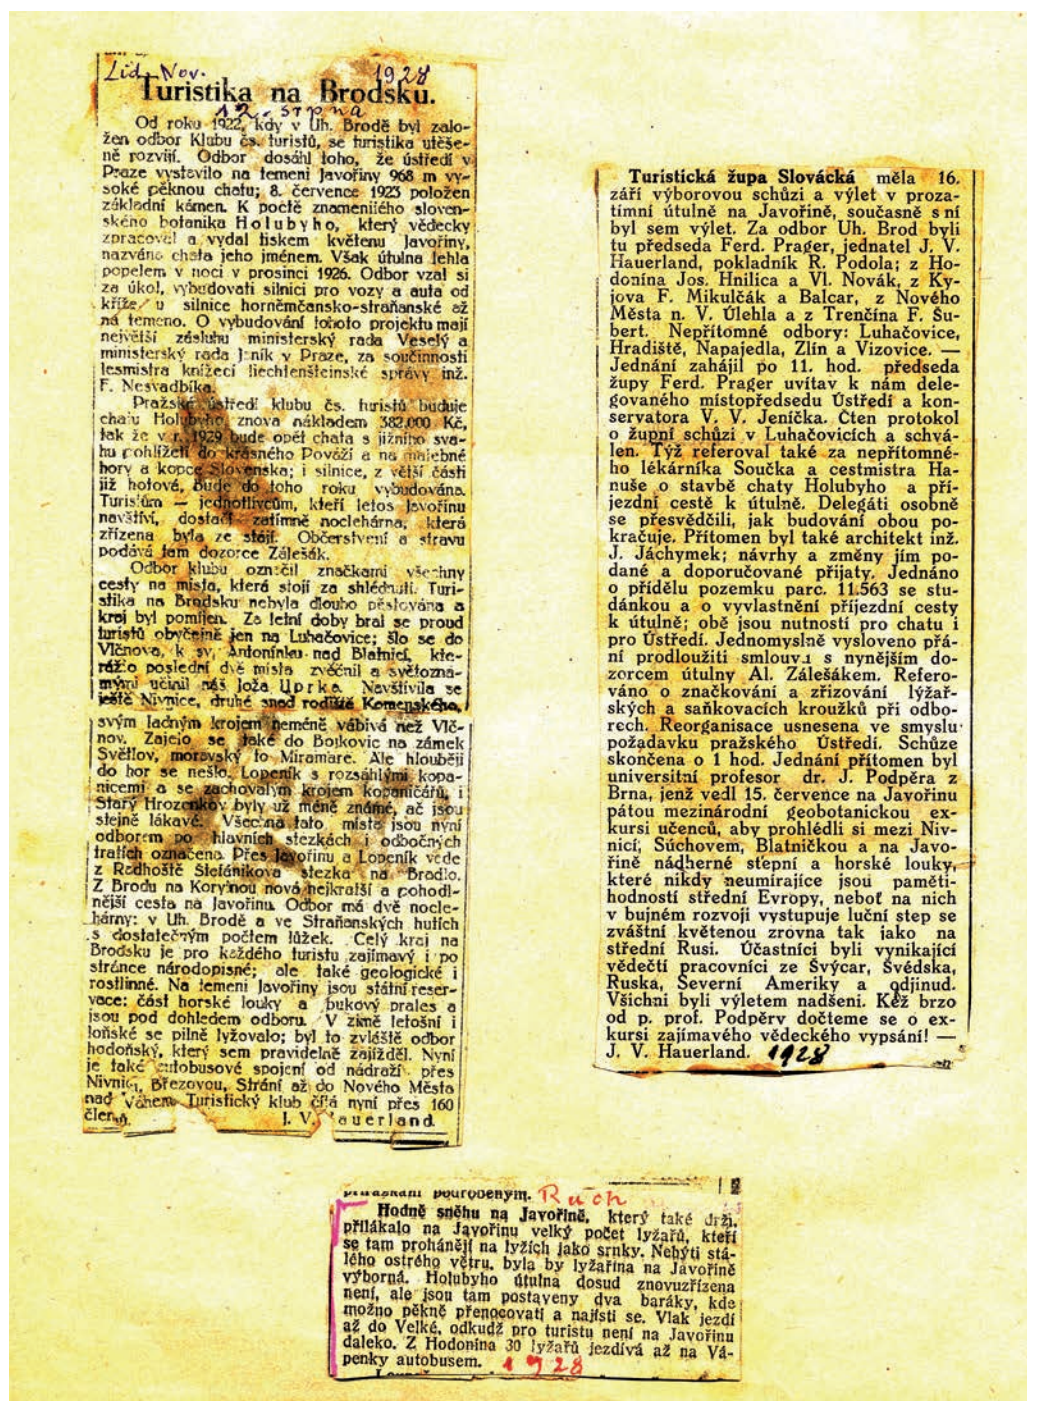 Lid. Nov. 1928
Turistika na Brodsku.
12. srpna
Od roku 1922, kdy v Uh. Brodě byl zalo-
žen odbor Klubu čs. turistů, se turistika utěše-
ně rozvíjí. Odbor dosáhl toho, že ústředí v
Praze vystavilo na temeni Javořiny 968 m vy-
soké pěknou chatu; 8. července 1923 položen
základní kámen. K poctě znamenitého sloven-
ského botanika Holubyho, který vědecky
zpracoval a vydal tiskem květenu Javořiny,
nazvána chata jeho jménem. Však útulna lehla
popelem v noci v prosinci 1926. Odbor vzal si
za úkol, vybudovati silnici pro vozy a auta od
kříže u silnice horněmčansko-straňanské až
na temeno. O vybudování tohoto projektu mají
největší zásluhu ministerský rada Veselý a
ministerský rada Jeník v Praze, za součinnosti
lesmistra knížecí liechtenšteinské správy inž.
F. Nesvadbíka.
Pražské ústředí klubu čs. turistů buduje
chatu Holubyho znova nákladem 382.000 Kč,
tak že v r. 1929 bude opět chata s jižního sva-
hu pohlížeti do krásného Považí a na malebné
hory a kopce Slovenska; i silnice, z větší části
již hotová, bude do toho roku vybudována.
Turistům — jednotlivcům, kteří letos Javořinu
navštíví, dostačí zatímně noclehárna, která
zřízena byla ze stájí. Občerstvení a stravu
podává tam dozorce Zálešák.
Odbor klubu označil značkami všechny
cesty na místa, která stojí za shlédnutí. Turi-
stika na Brodsku nebyla dlouho pěstována a
kraj byl pomíjen. Za letní doby bral se proud
turistů obyčejně jen na Luhačovice; šlo se do
Vlčnova, k sv. Antonínku nad Blatnicí, kte-
rážto poslední dvě místa zvěčnil a světozná-
mými učinil náš Joža Uprka. Navštívila se
ještě Nivnice, druhé snad rodiště Komenského,
svým ladným krojem neméně vábivá než Vlč-
nov. Zajelo se také do Bojkovic na zámek
Světlov, moravský to Miramare. Ale hlouběji
do hor se nešlo. Lopeník s rozsáhlými kopa-
nicemi a se zachovalým krojem kopaničářů, i
Starý Hrozenkov byly už méně známé, ač jsou
stejně lákavé. Všechna tato místa jsou nyní
odborem po hlavních stezkách i odbočných
tratích označena. Přes Javořinu a Lopeník vede
z Radhoště Štefánikova stezka na Bradlo.
Z Brodu na Korytnou nová nejkratší a pohodl-
nější cesta na Javořinu. Odbor má dvě nocle-
hárny: v Uh. Brodě a ve Straňanských hutích
s dostatečným počtem lůžek. Celý kraj na
Brodsku je pro každého turistu zajímavý i po
stránce národopisné; ale také geologické i
rostlinné. Na temeni Javořiny jsou státní reser-
vace: část horské louky a bukový prales a
jsou pod dohledem odboru. V zimě letošní i
loňské se pilně lyžovalo; byl to zvláště odbor
hodoňský, který sem pravidelně zajížděl. Nyní
je také autobusové spojení od nádraží přes
Nivnici, Březovou, Strání až do Nového Města
nad Váhem. Turistický klub čítá nyní přes 160
členů. J. V. Hauerland.
Turistická župa Slovácká měla 16.
září výborovou schůzi a výlet v proza-
tímní útulně na Javořině, současně s ní
byl sem výlet. Za odbor Uh. Brod byli
tu předseda Ferd. Prager, jednatel J. V.
Hauerland, pokladník R. Podola; z Ho-
donína Jos. Hnilica a Vl. Novák, z Ky-
jova F. Mikulčák a Balcar, z Nového
Města n. V. Úlehla a z Trenčína F. Šu-
bert. Nepřítomné odbory: Luhačovice,
Hradiště, Napajedla, Zlín a Vizovice. —
Jednání zahájil po 11. hod. předseda
župy Ferd. Prager uvítav k nám dele-
govaného místopředsedu Ústředí a kon-
servatora V. V. Jeníčka. Čten protokol
o župní schůzi v Luhačovicích a schvá-
len. Týž referoval také za nepřítomné-
ho lékárníka Součka a cestmistra Ha-
nuše o stavbě chaty Holubyho a pří-
jezdní cestě k útulně. Delegáti osobně
se přesvědčili, jak budování obou po-
kračuje. Přítomen byl také architekt inž.
J. Jáchymek; návrhy a změny jím po-
dané a doporučované přijaty. Jednáno
o přídělu pozemku parc. 11.563 se stu-
dánkou a o vyvlastnění příjezdní cesty
k útulně; obě jsou nutností pro chatu i
pro Ústředí. Jednomyslně vysloveno přá-
ní prodloužiti smlouvu s nynějším do-
zorcem útulny Al. Zálešákem. Refero-
váno o značkování a zřizování lyžař-
ských a saňkovacích kroužků při odbo-
rech. Reorganisace usnesena ve smyslu
požadavku pražského Ústředí. Schůze
skončena o 1 hod. Jednání přítomen byl
universitní profesor dr. J. Podpěra z
Brna, jenž vedl 15. července na Javořinu
pátou mezinárodní geobotanickou ex-
kursi učenců, aby prohlédli si mezi Niv-
nicí, Súchovem, Blatničkou a na Javo-
řině nádherné stepní a horské louky,
které nikdy neumírajíce jsou paměti-
hodností střední Evropy, neboť na nich
v bujném rozvoji vystupuje luční step se
zvláštní květenou zrovna tak jako na
střední Rusi. Účastníci byli vynikající
vědečtí pracovníci ze Švýcar, Švédska,
Ruska, Severní Ameriky a odjinud.
Všichni byli výletem nadšeni. Kéž brzo
od p. prof. Podpěry dočteme se o ex-
kursi zajímavého vědeckého vypsání! —
J. V. Hauerland. 1928
podrobeným. Ruch
Hodně sněhu na Javořině, který také drží,
přilákalo na Javořinu velký počet lyžařů, kteří
se tam prohánějí na lyžích jako srnky. Nebýti stá-
lého ostrého větru, byla by lyžařina na Javořině
výborná. Holubyho útulna dosud znovuzřízena
není, ale jsou tam postaveny dva baráky, kde
možno pěkně přenocovati a najísti se. Vlak jezdí
až do Velké, odkudž pro turistu není na Javořinu
daleko. Z Hodonína 30 lyžařů jezdívá až na Vá-
penky autobusem. 1928